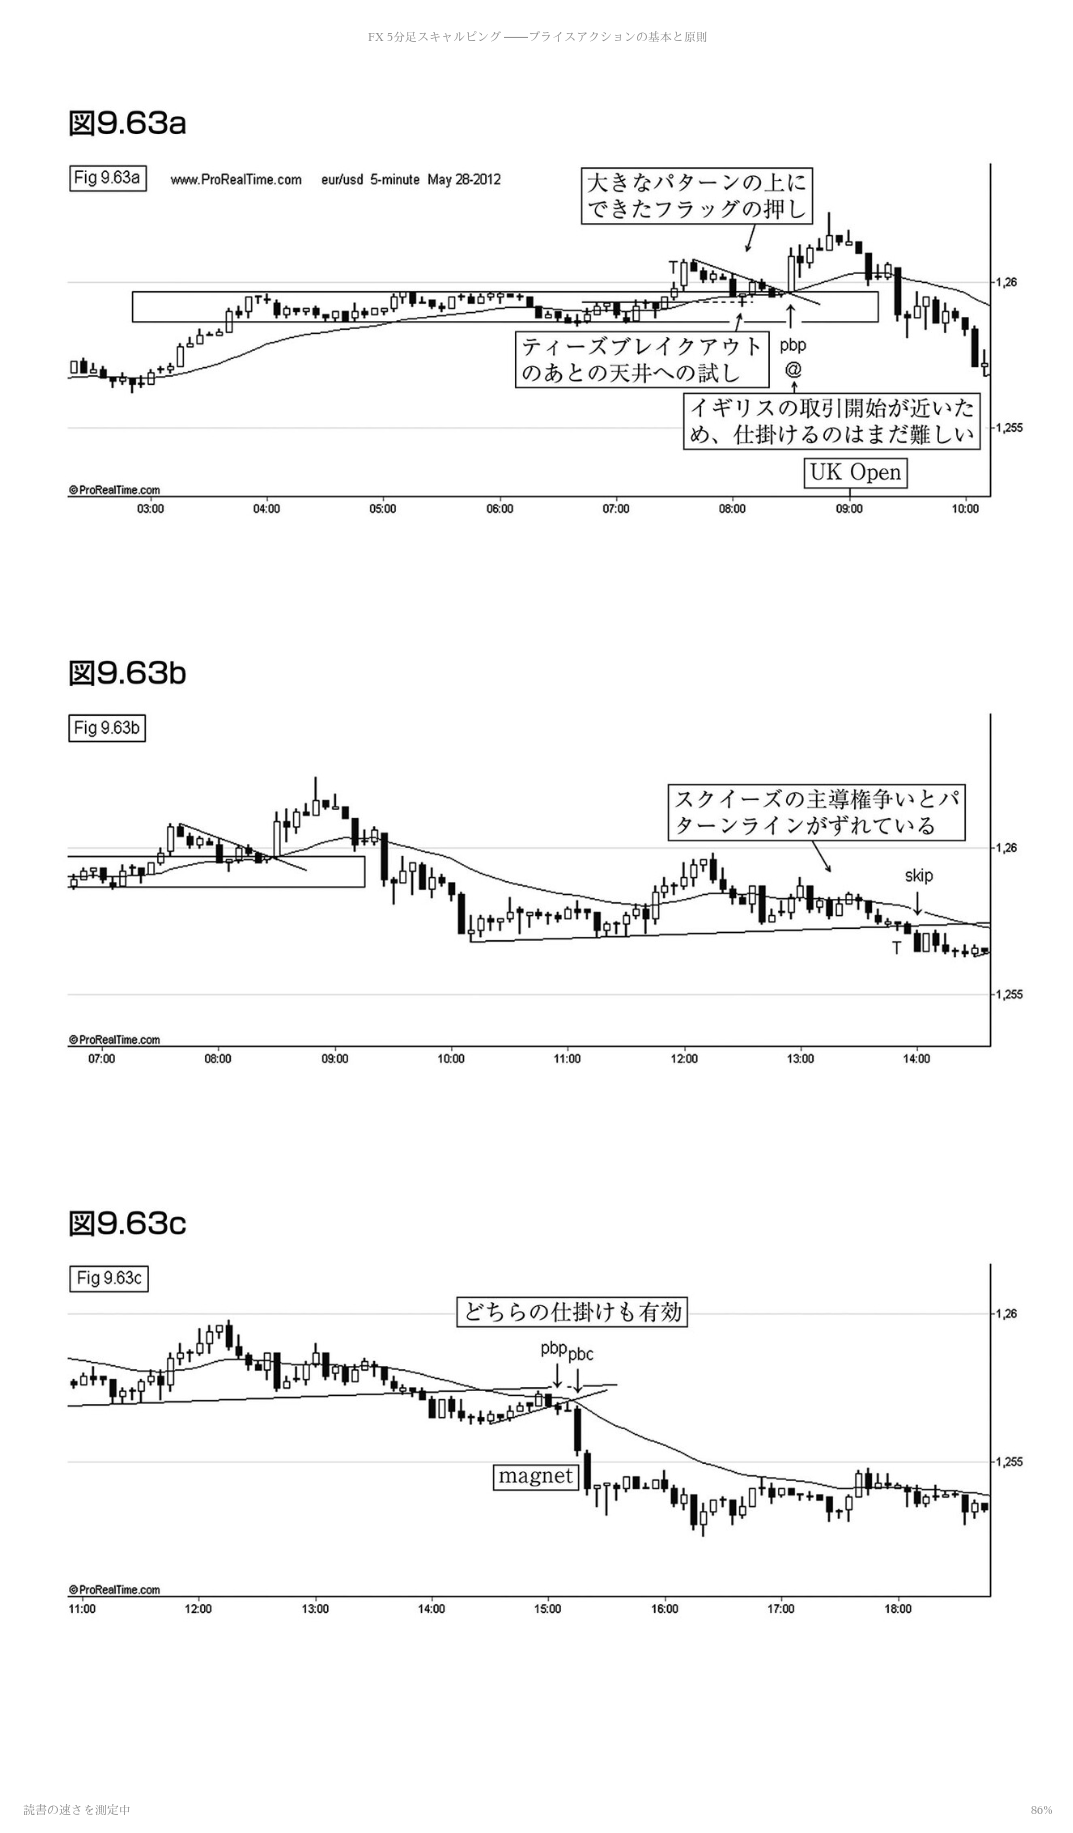 FX 5分足スキャルピング ――プライスアクションの基本と原則
図9.63a
Fig 9.63a www.ProRealTime.com eur/usd 5-minute May 28-2012
大きなパターンの上に
できたフラッグの押し
T
1,26
ティーズブレイクアウト
のあとの天井への試し
pbp
@
イギリスの取引開始が近いた
め、仕掛けるのはまだ難しい
1,255
UK Open
©ProRealTime.com
03:00 04:00 05:00 06:00 07:00 08:00 09:00 10:00
図9.63b
Fig 9.63b
スクイーズの主導権争いとパ
ターンラインがずれている
1,26
skip
T
1,255
©ProRealTime.com
07:00 08:00 09:00 10:00 11:00 12:00 13:00 14:00
図9.63c
Fig 9.63c
どちらの仕掛けも有効
1,26
pbp pbc
1,255
magnet
©ProRealTime.com
11:00 12:00 13:00 14:00 15:00 16:00 17:00 18:00
読書の速さを測定中 86%